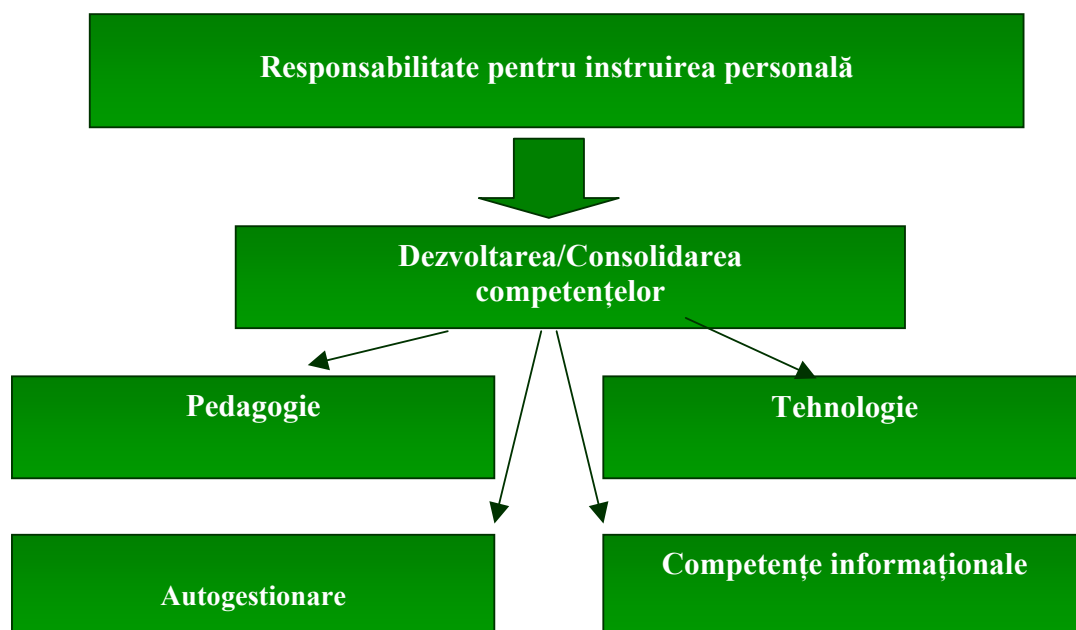 Responsabilitate pentru instruirea personală
Dezvoltarea/Consolidarea
competențelor
Pedagogie
Tehnologie
Autogestionare
Competențe informaționale